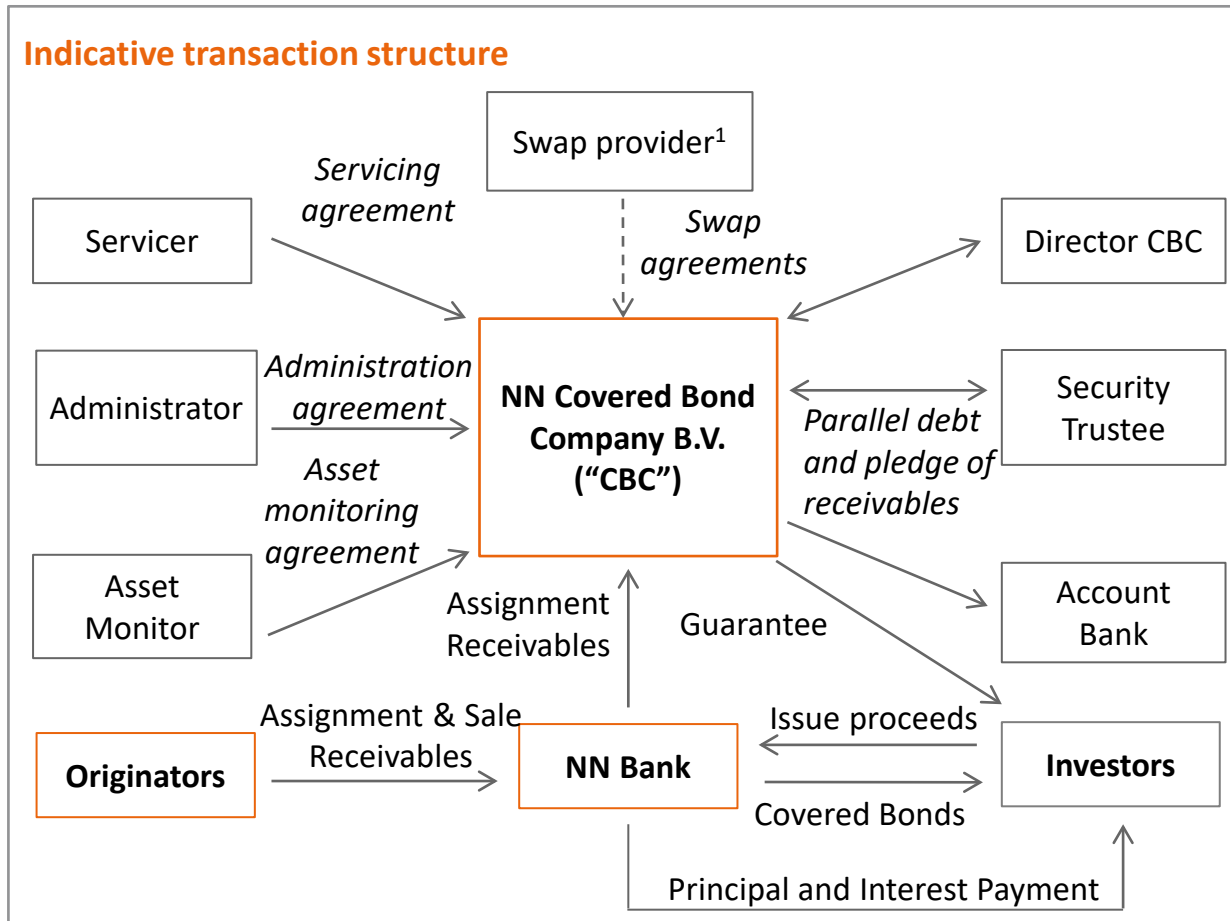 Indicative transaction structure
Swap provider1
Servicing
agreement
Servicer
Swap
agreements
Director CBC
Administrator
Administration
agreement
NN Covered Bond
Company B.V.
(“CBC”)
Security
Trustee
Parallel debt
and pledge of
receivables
Asset
monitoring
agreement
Asset
Monitor
Assignment
Receivables
Guarantee
Account
Bank
Originators
Assignment & Sale
Receivables
NN Bank
Issue proceeds
Covered Bonds
Investors
Principal and Interest Payment